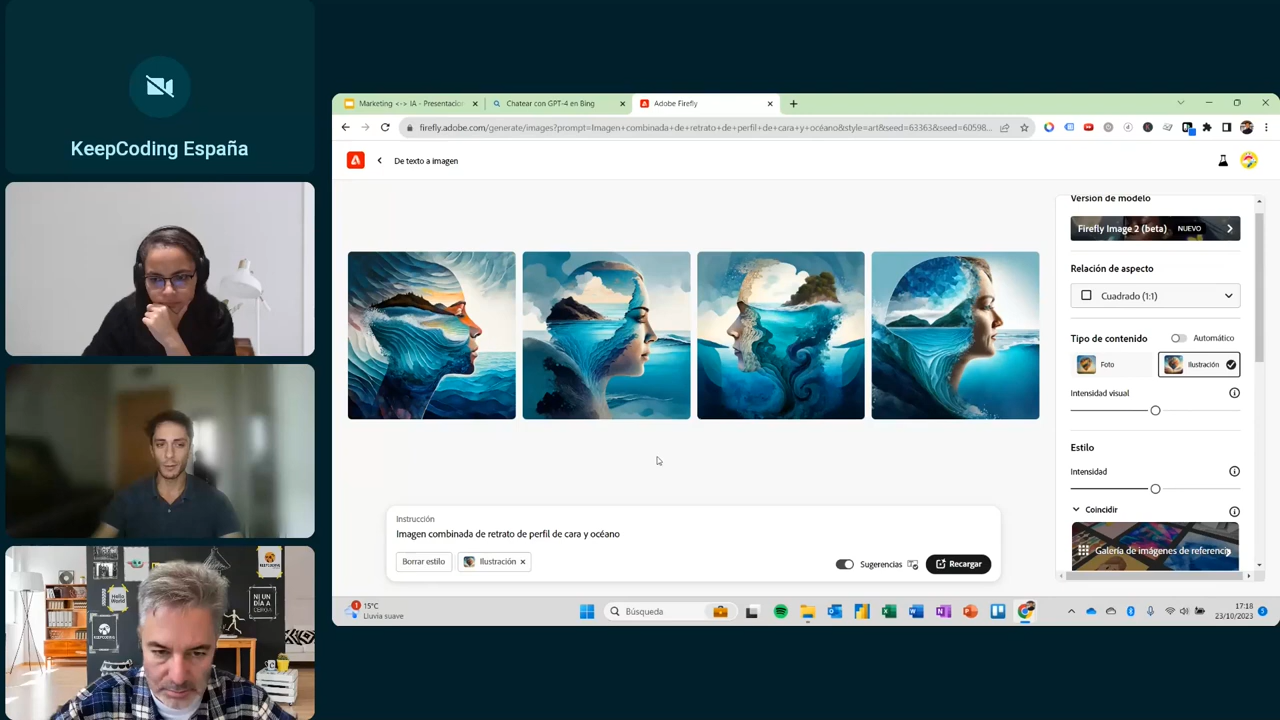 KeepCoding España
Marketing <-> IA - Presentacion
Chatear con GPT-4 en Bing
Adobe Firefly
firefly.adobe.com/generate/images?prompt=Imagen+combinada+de+retrato+de+perfil+de+cara+y+océano&style=art&seed=63363&seed=60598...
De texto a imagen
Versión de modelo
Firefly Image 2 (beta)
NUEVO
Relación de aspecto
Cuadrado (1:1)
Tipo de contenido
Automático
Foto
Ilustración
Intensidad visual
Estilo
Intensidad
Coincidir
Galería de imágenes de referencia
Instrucción
Imagen combinada de retrato de perfil de cara y océano
Borrar estilo
Ilustración
Sugerencias
Recargar
Hello World
KEEPCODING
NI UN DÍA A CERAX
1
15°C
Lluvia suave
Búsqueda
17:18
23/10/2023
5